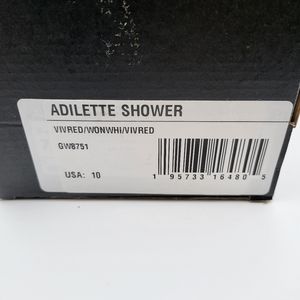 ADILETTE SHOWER
VIVRED/WONWHI/VIVRED
GW8751
USA: 10
1 95733 16480 5